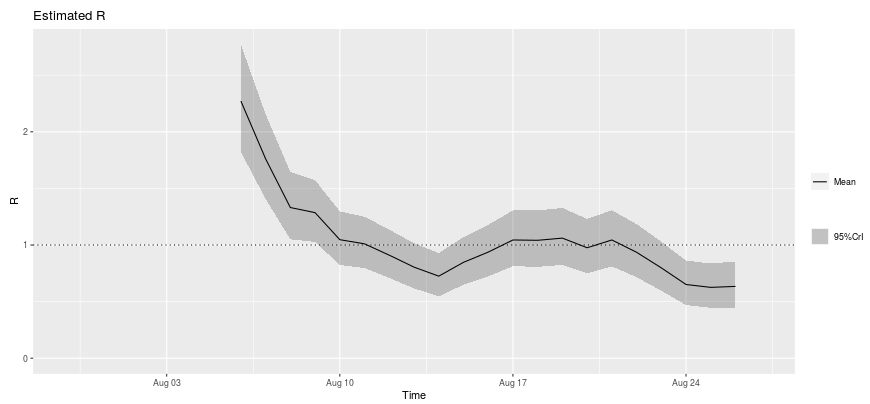 Estimated R
2
1
0
R
Aug 03
Aug 10
Aug 17
Aug 24
Time
Mean
95%CrI